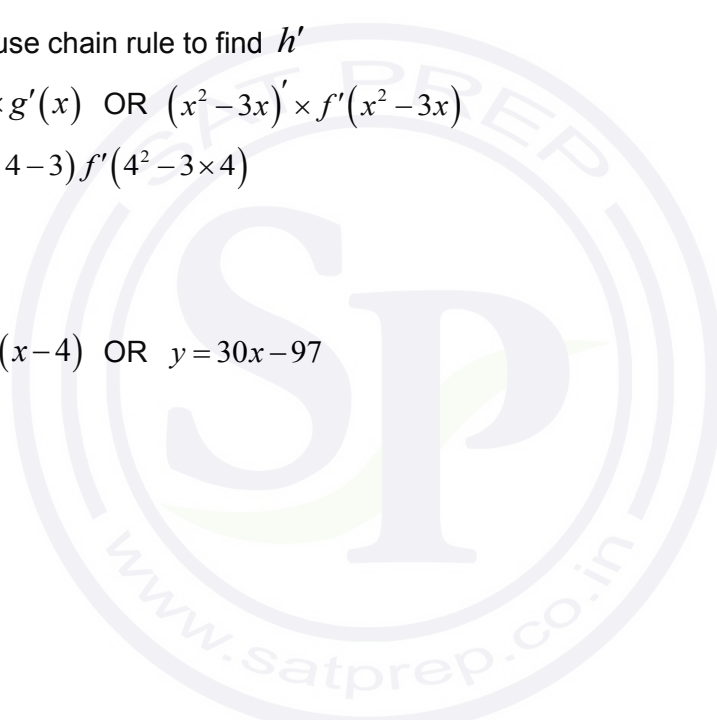 use chain rule to find h′
× g′(x) OR (x² − 3x)′ × f′(x² − 3x)
4 − 3) f′(4² − 3 × 4)
(x − 4) OR y = 30x − 97
SAT PREP
SP
www.satprep.co.in